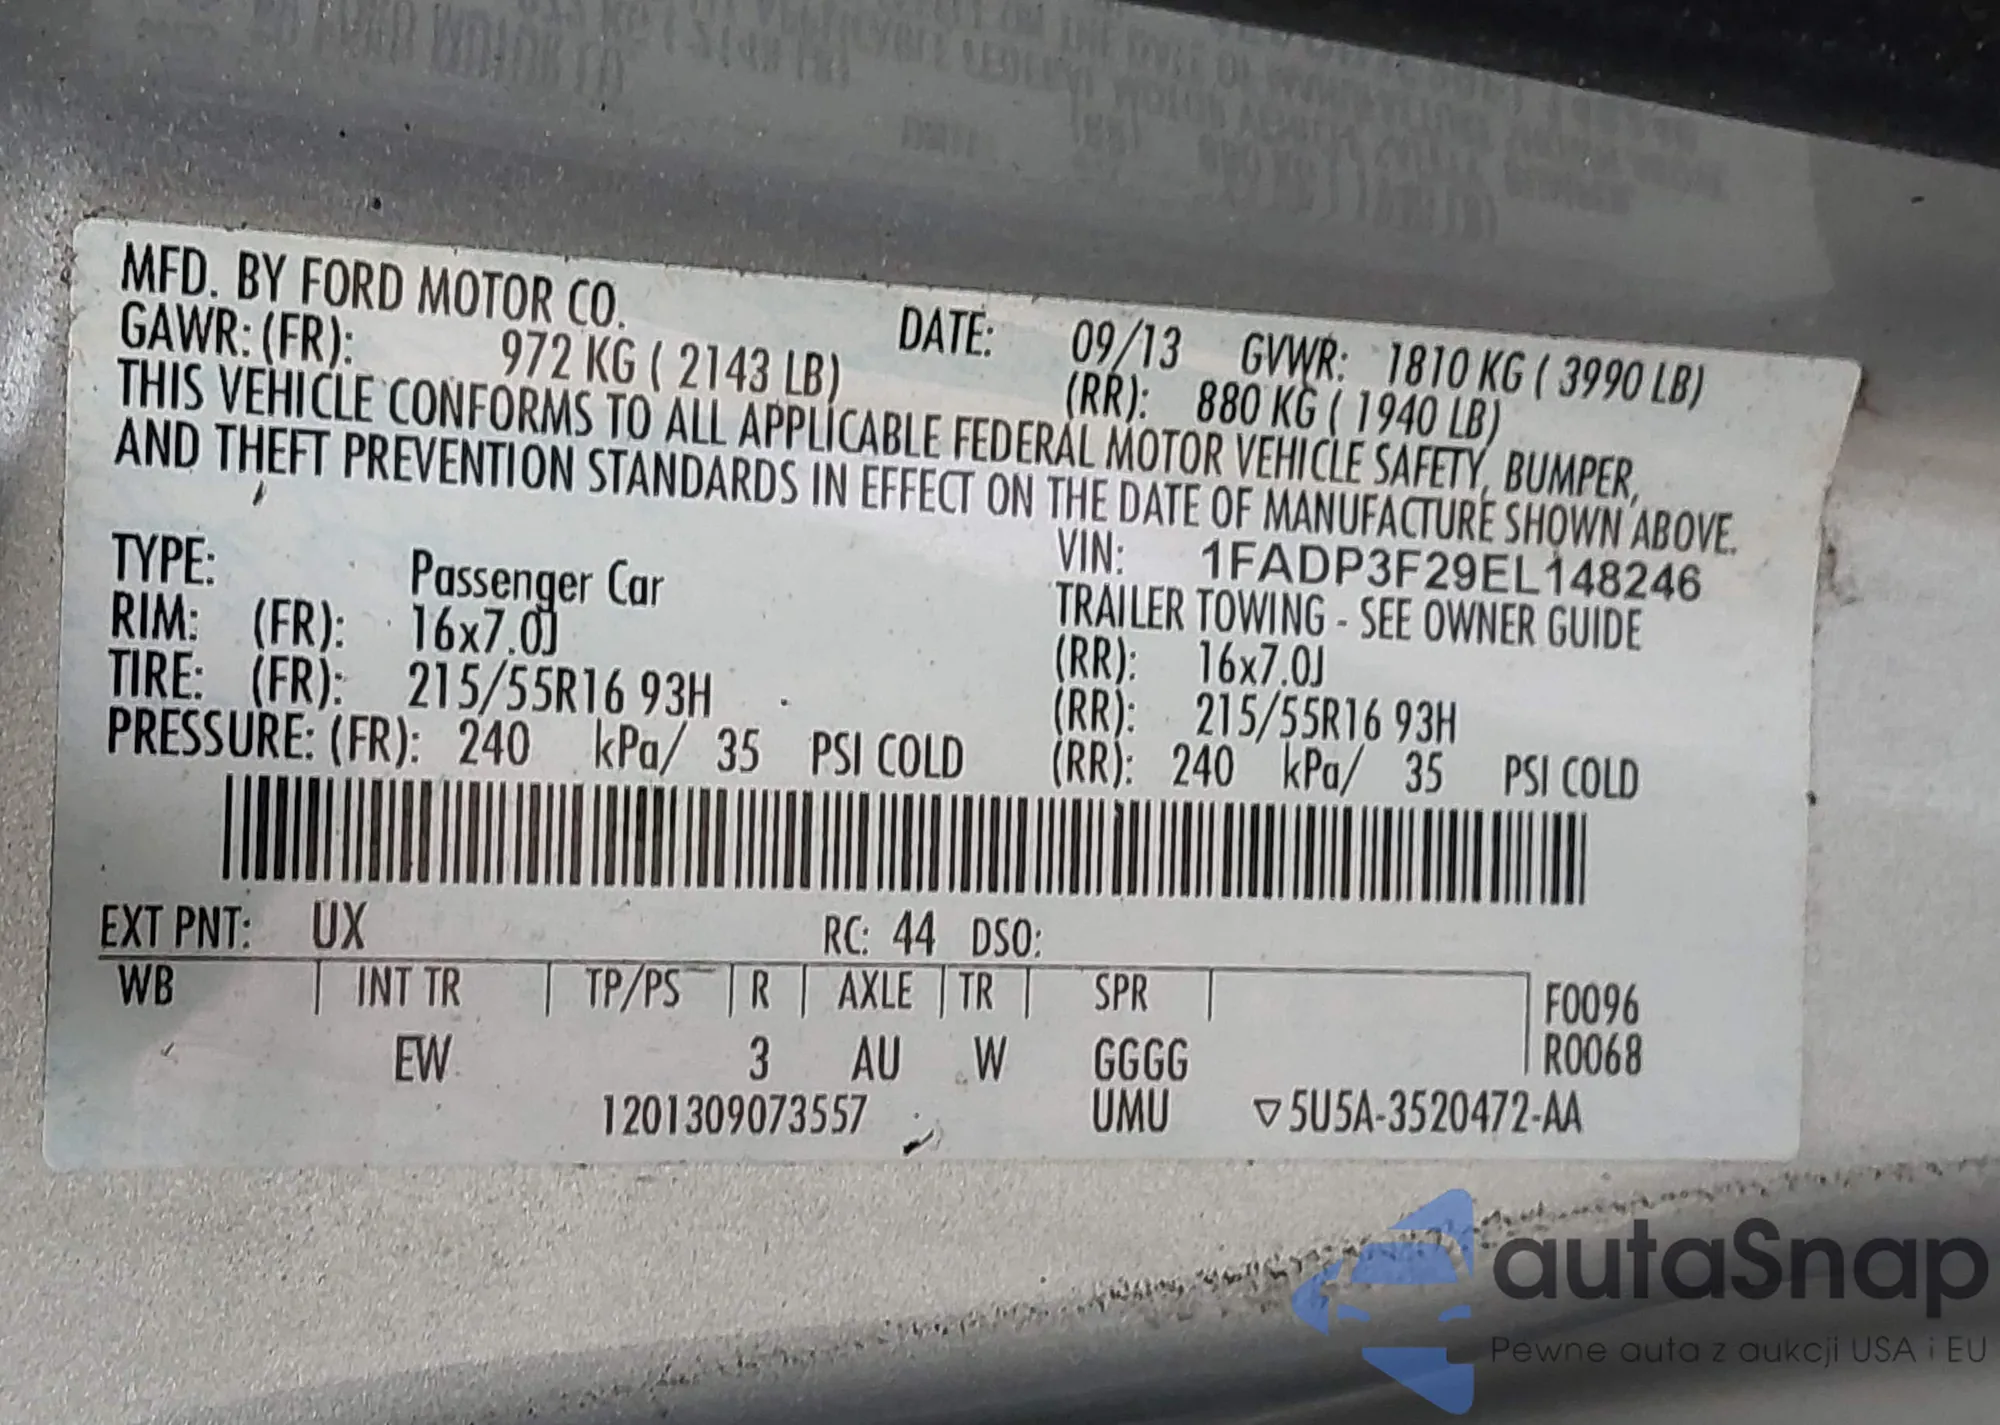 MFD. BY FORD MOTOR CO. DATE: 09/13 GVWR: 1810 KG ( 3990 LB)
GAWR: (FR): 972 KG ( 2143 LB) (RR): 880 KG ( 1940 LB)
THIS VEHICLE CONFORMS TO ALL APPLICABLE FEDERAL MOTOR VEHICLE SAFETY, BUMPER,
AND THEFT PREVENTION STANDARDS IN EFFECT ON THE DATE OF MANUFACTURE SHOWN ABOVE.
VIN: 1FADP3F29EL148246
TYPE: Passenger Car TRAILER TOWING - SEE OWNER GUIDE
RIM: (FR): 16x7.0J (RR): 16x7.0J
TIRE: (FR): 215/55R16 93H (RR): 215/55R16 93H
PRESSURE: (FR): 240 kPa/ 35 PSI COLD (RR): 240 kPa/ 35 PSI COLD
EXT PNT: UX RC: 44 DSO:
WB | INT TR | TP/PS | R | AXLE | TR | SPR | F0096
EW 3 AU W GGGG R0068
1201309073557 UMU ▽5U5A-3520472-AA
autaSnap
Pewne auta z aukcji USA i EU